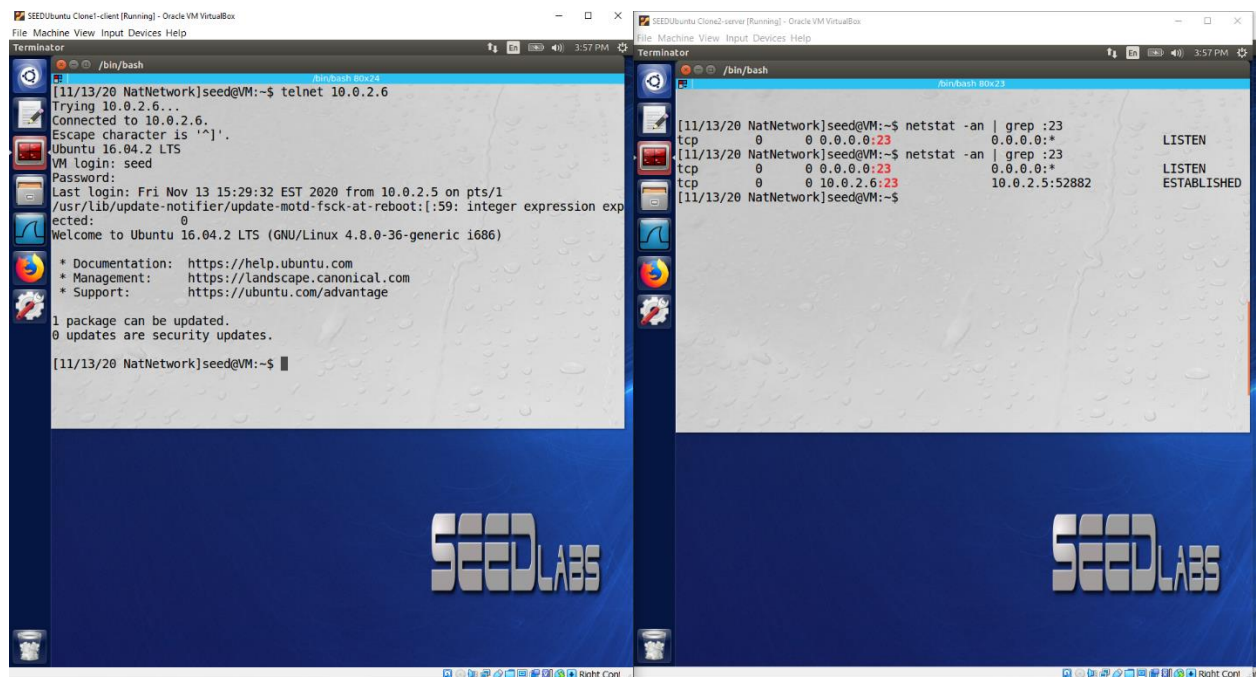 SEEDUbuntu Clone1-client [Running] - Oracle VM VirtualBox
File Machine View Input Devices Help
Terminator
En
3:57 PM
/bin/bash
/bin/bash 80x24
[11/13/20 NatNetwork]seed@VM:~$ telnet 10.0.2.6
Trying 10.0.2.6...
Connected to 10.0.2.6.
Escape character is '^]'.
Ubuntu 16.04.2 LTS
VM login: seed
Password:
Last login: Fri Nov 13 15:29:32 EST 2020 from 10.0.2.5 on pts/1
/usr/lib/update-notifier/update-motd-fsck-at-reboot:[:59: integer expression exp
ected: 0
Welcome to Ubuntu 16.04.2 LTS (GNU/Linux 4.8.0-36-generic i686)
* Documentation: https://help.ubuntu.com
* Management: https://landscape.canonical.com
* Support: https://ubuntu.com/advantage
1 package can be updated.
0 updates are security updates.
[11/13/20 NatNetwork]seed@VM:~$
SEEDLABS
Right Cont
SEEDUbuntu Clone2-server [Running] - Oracle VM VirtualBox
File Machine View Input Devices Help
Terminator
En
3:57 PM
/bin/bash
/bin/bash 80x23
[11/13/20 NatNetwork]seed@VM:~$ netstat -an | grep :23
tcp 0 0 0.0.0.0:23 0.0.0.0:* LISTEN
[11/13/20 NatNetwork]seed@VM:~$ netstat -an | grep :23
tcp 0 0 0.0.0.0:23 0.0.0.0:* LISTEN
tcp 0 0 10.0.2.6:23 10.0.2.5:52882 ESTABLISHED
[11/13/20 NatNetwork]seed@VM:~$
SEEDLABS
Right Cont